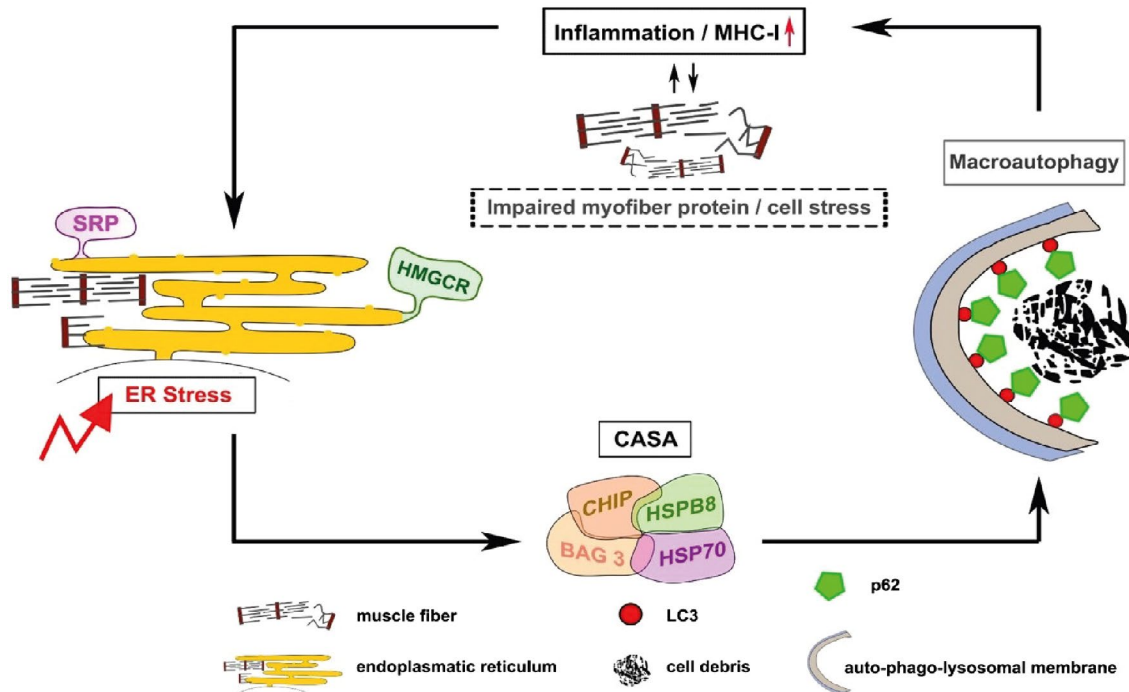 Inflammation / MHC-I
Macroautophagy
Impaired myofiber protein / cell stress
SRP
HMGCR
ER Stress
CASA
CHIP
HSPB8
BAG 3
HSP70
p62
muscle fiber
LC3
endoplasmatic reticulum
cell debris
auto-phago-lysosomal membrane